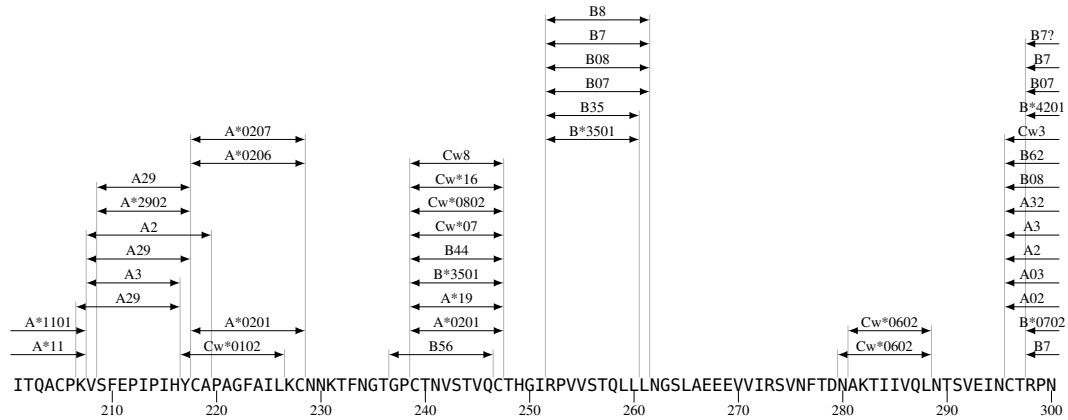 B8
B7 B7?
B08 B7
B07 B07
B35 B*4201
A*0207 B*3501 Cw3
A*0206 Cw8 B62
A29 Cw*16 B08
A*2902 Cw*0802 A32
A2 Cw*07 A3
A29 B44 A2
A3 B*3501 A03
A29 A*19 A02
A*1101 A*0201 A*0201 Cw*0602 B*0702
A*11 Cw*0102 B56 Cw*0602 B7
ITQACPKVSFEPIPIHYCAPAGFAILKCNNKTFNGTGPCTNVSTVQCTHGIRPVVSTQLLLNGSLAEEEVVIRSVNFTDNAKTIIVQLNTSVEINCTRPN
210 220 230 240 250 260 270 280 290 300